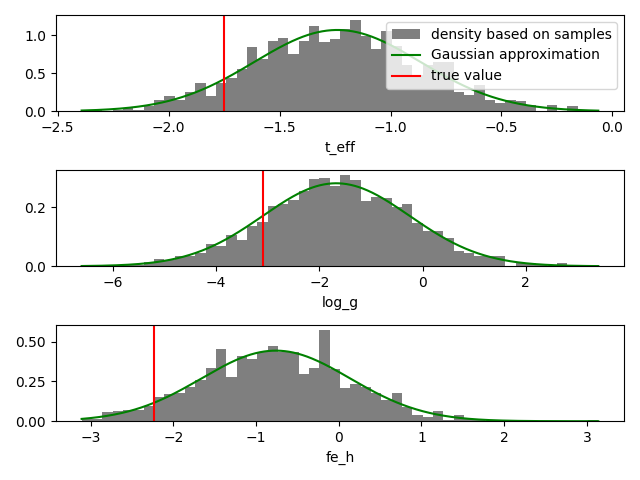 1.0
0.5
0.0
density based on samples
Gaussian approximation
true value
−2.5 −2.0 −1.5 −1.0 −0.5 0.0
t_eff
0.2
0.0
−6 −4 −2 0 2
log_g
0.50
0.25
0.00
−3 −2 −1 0 1 2 3
fe_h